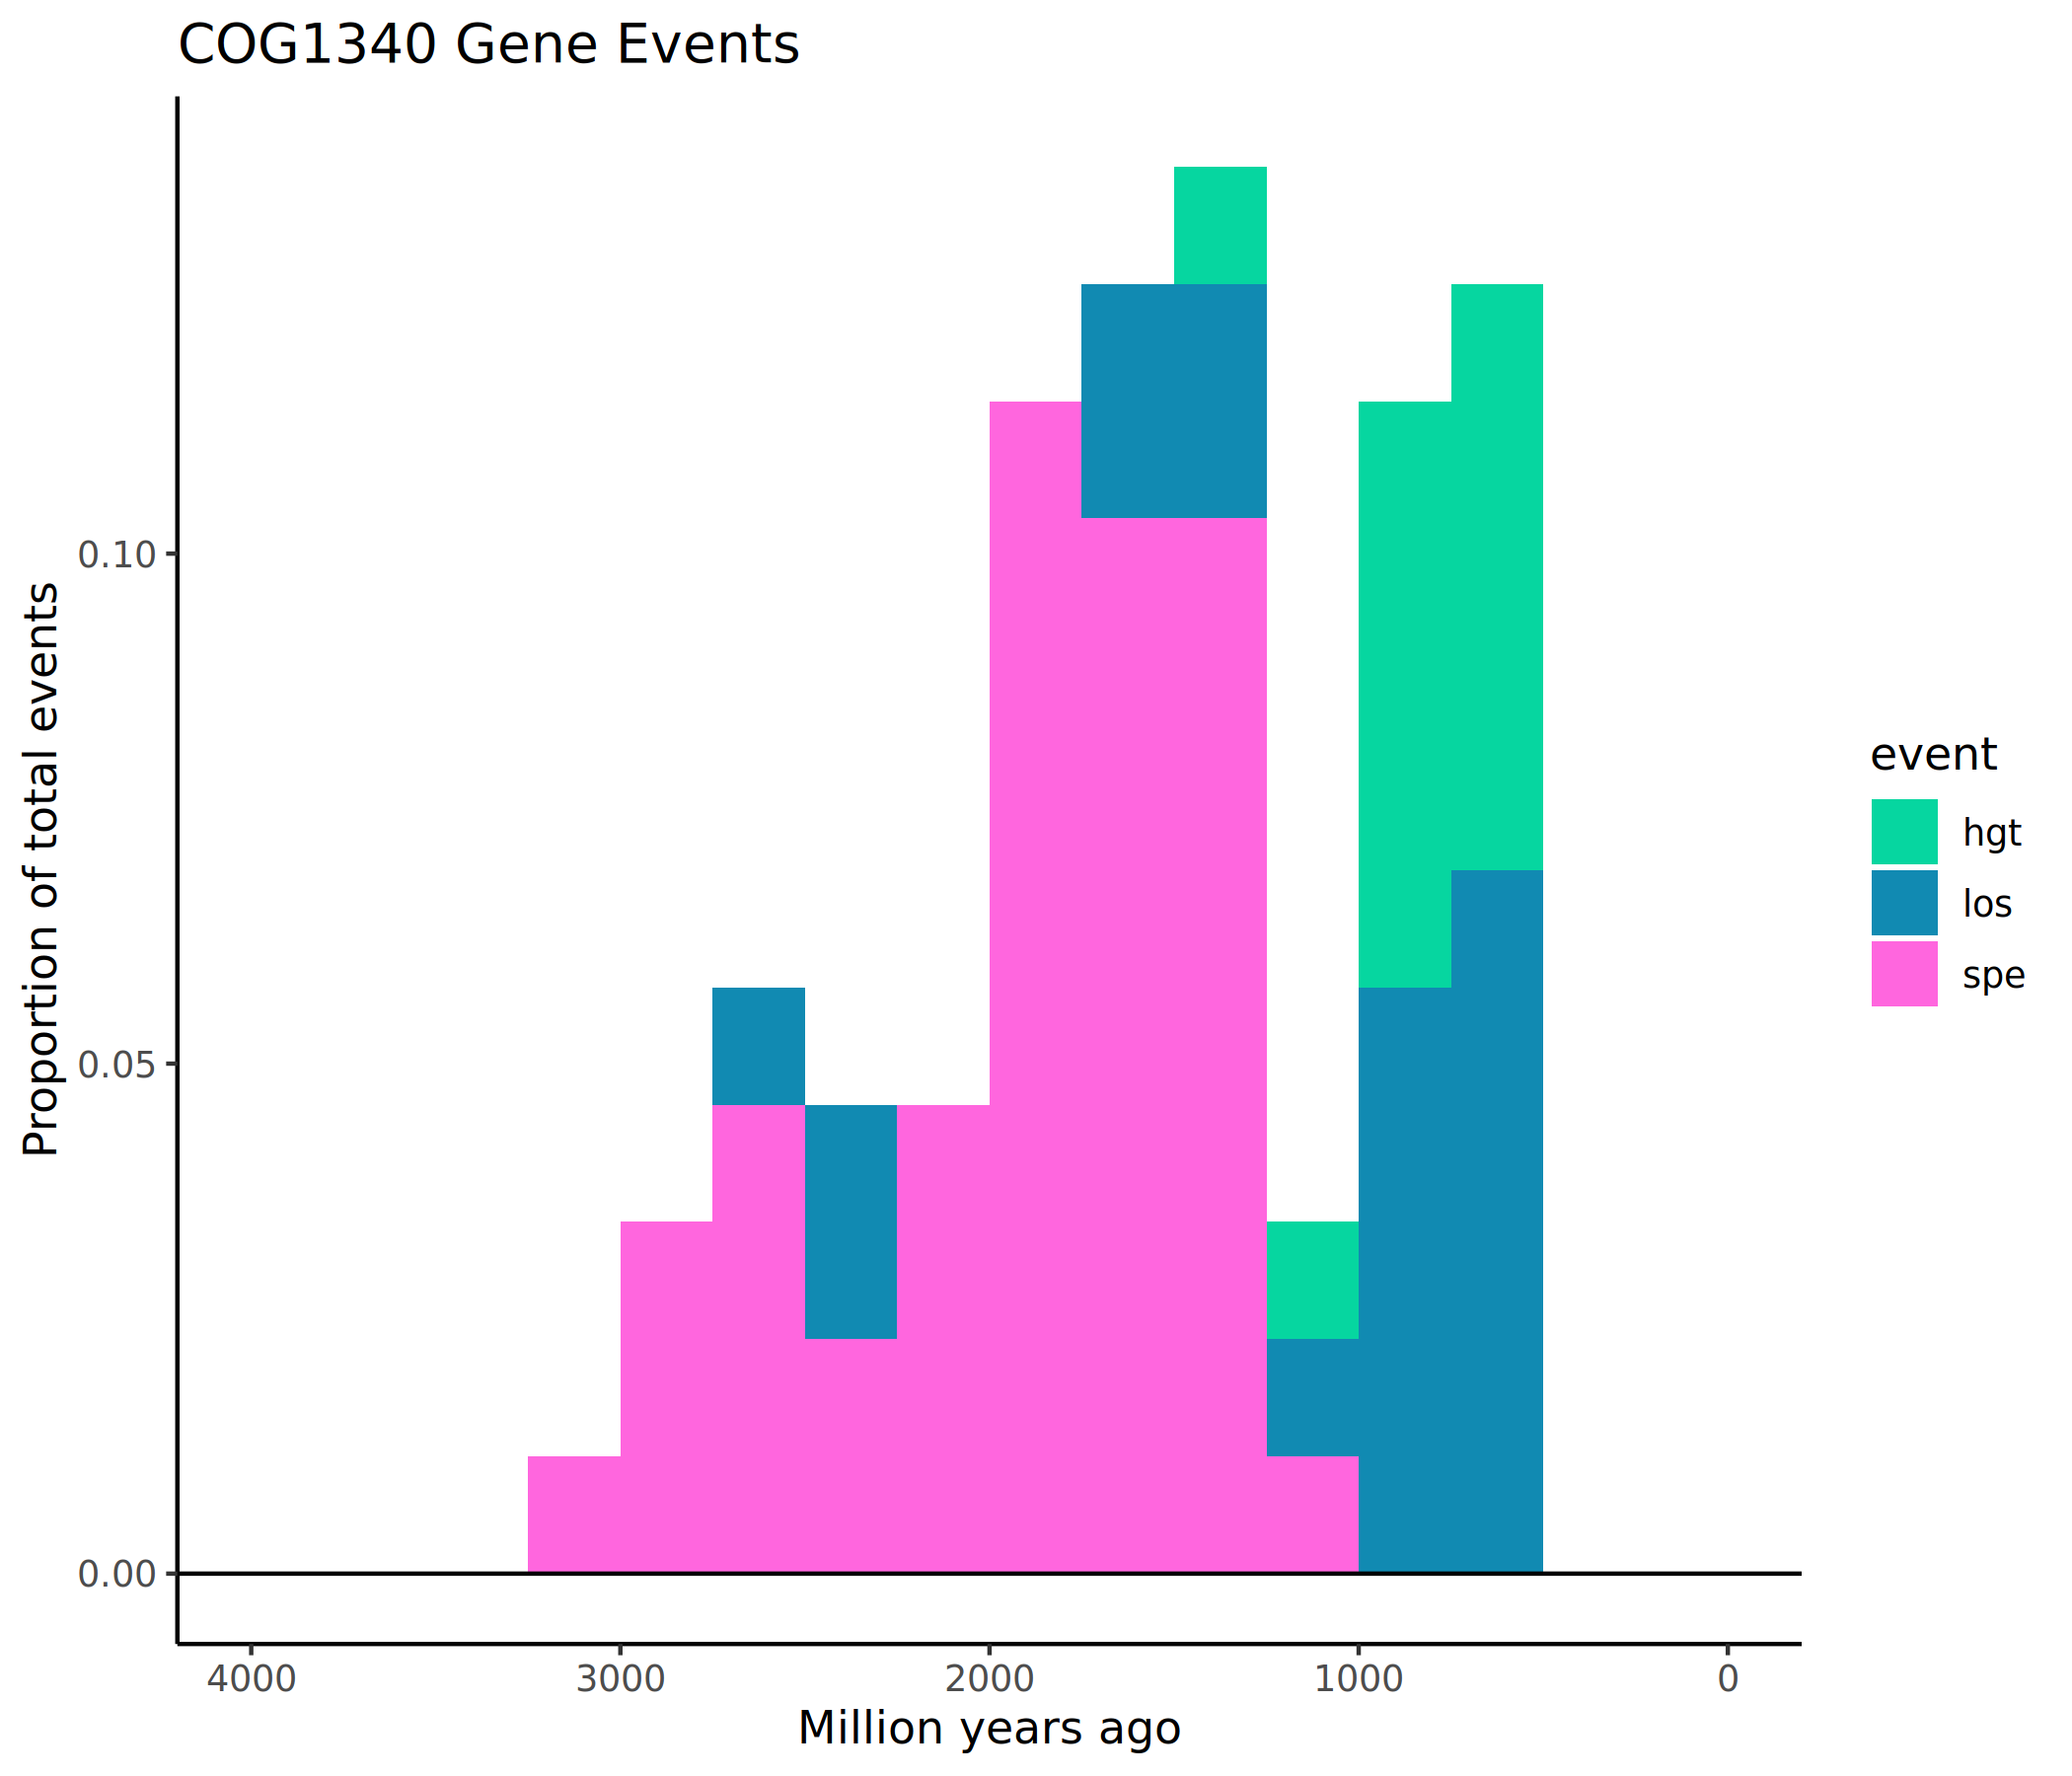 COG1340 Gene Events
Proportion of total events
0.10
0.05
0.00
4000 3000 2000 1000 0
Million years ago
event
hgt
los
spe